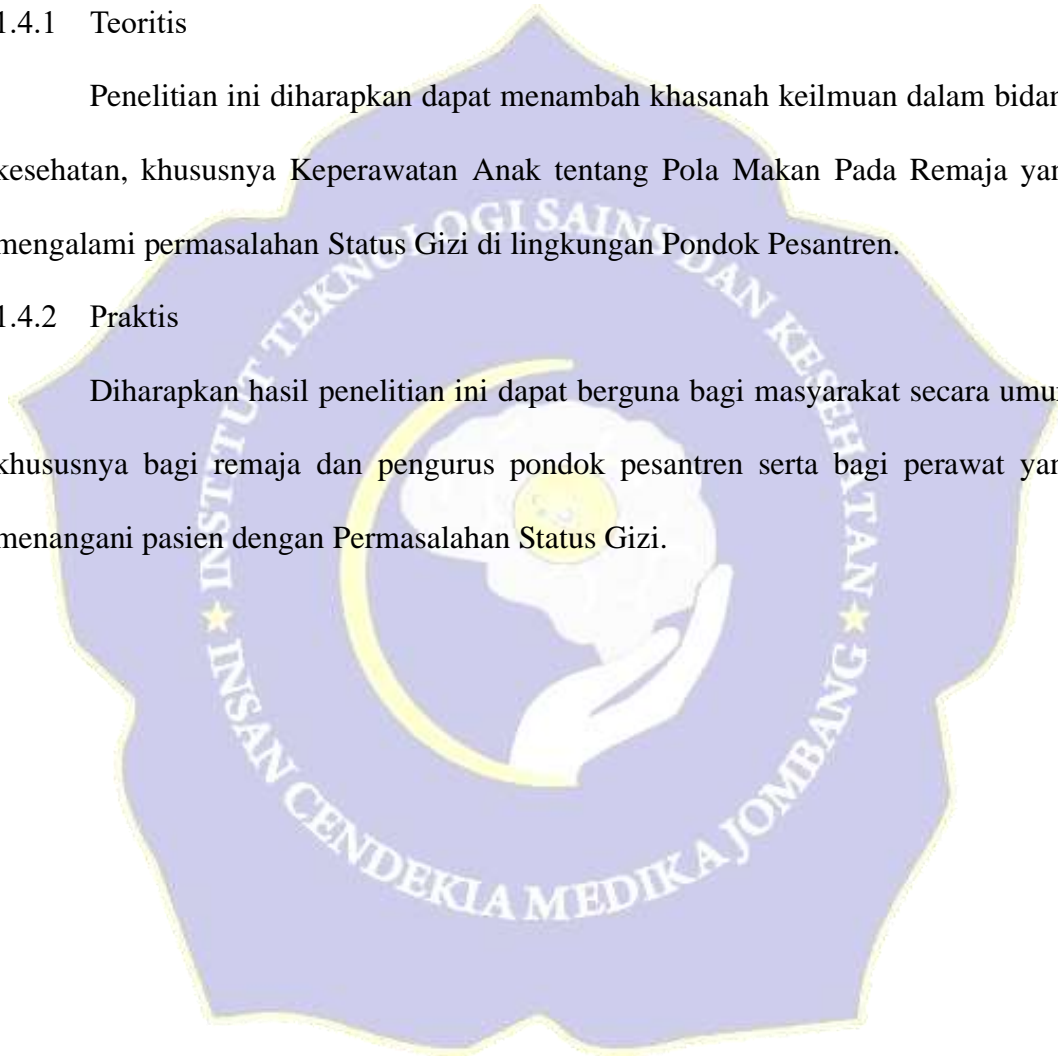 1.4.1 Teoritis
Penelitian ini diharapkan dapat menambah khasanah keilmuan dalam bidan
kesehatan, khususnya Keperawatan Anak tentang Pola Makan Pada Remaja yan
mengalami permasalahan Status Gizi di lingkungan Pondok Pesantren.
1.4.2 Praktis
Diharapkan hasil penelitian ini dapat berguna bagi masyarakat secara umu
khususnya bagi remaja dan pengurus pondok pesantren serta bagi perawat yan
menangani pasien dengan Permasalahan Status Gizi.
INSTITUT TEKNOLOGI SAINS DAN KESEHATAN
INSAN CENDEKIA MEDIKA JOMBANG